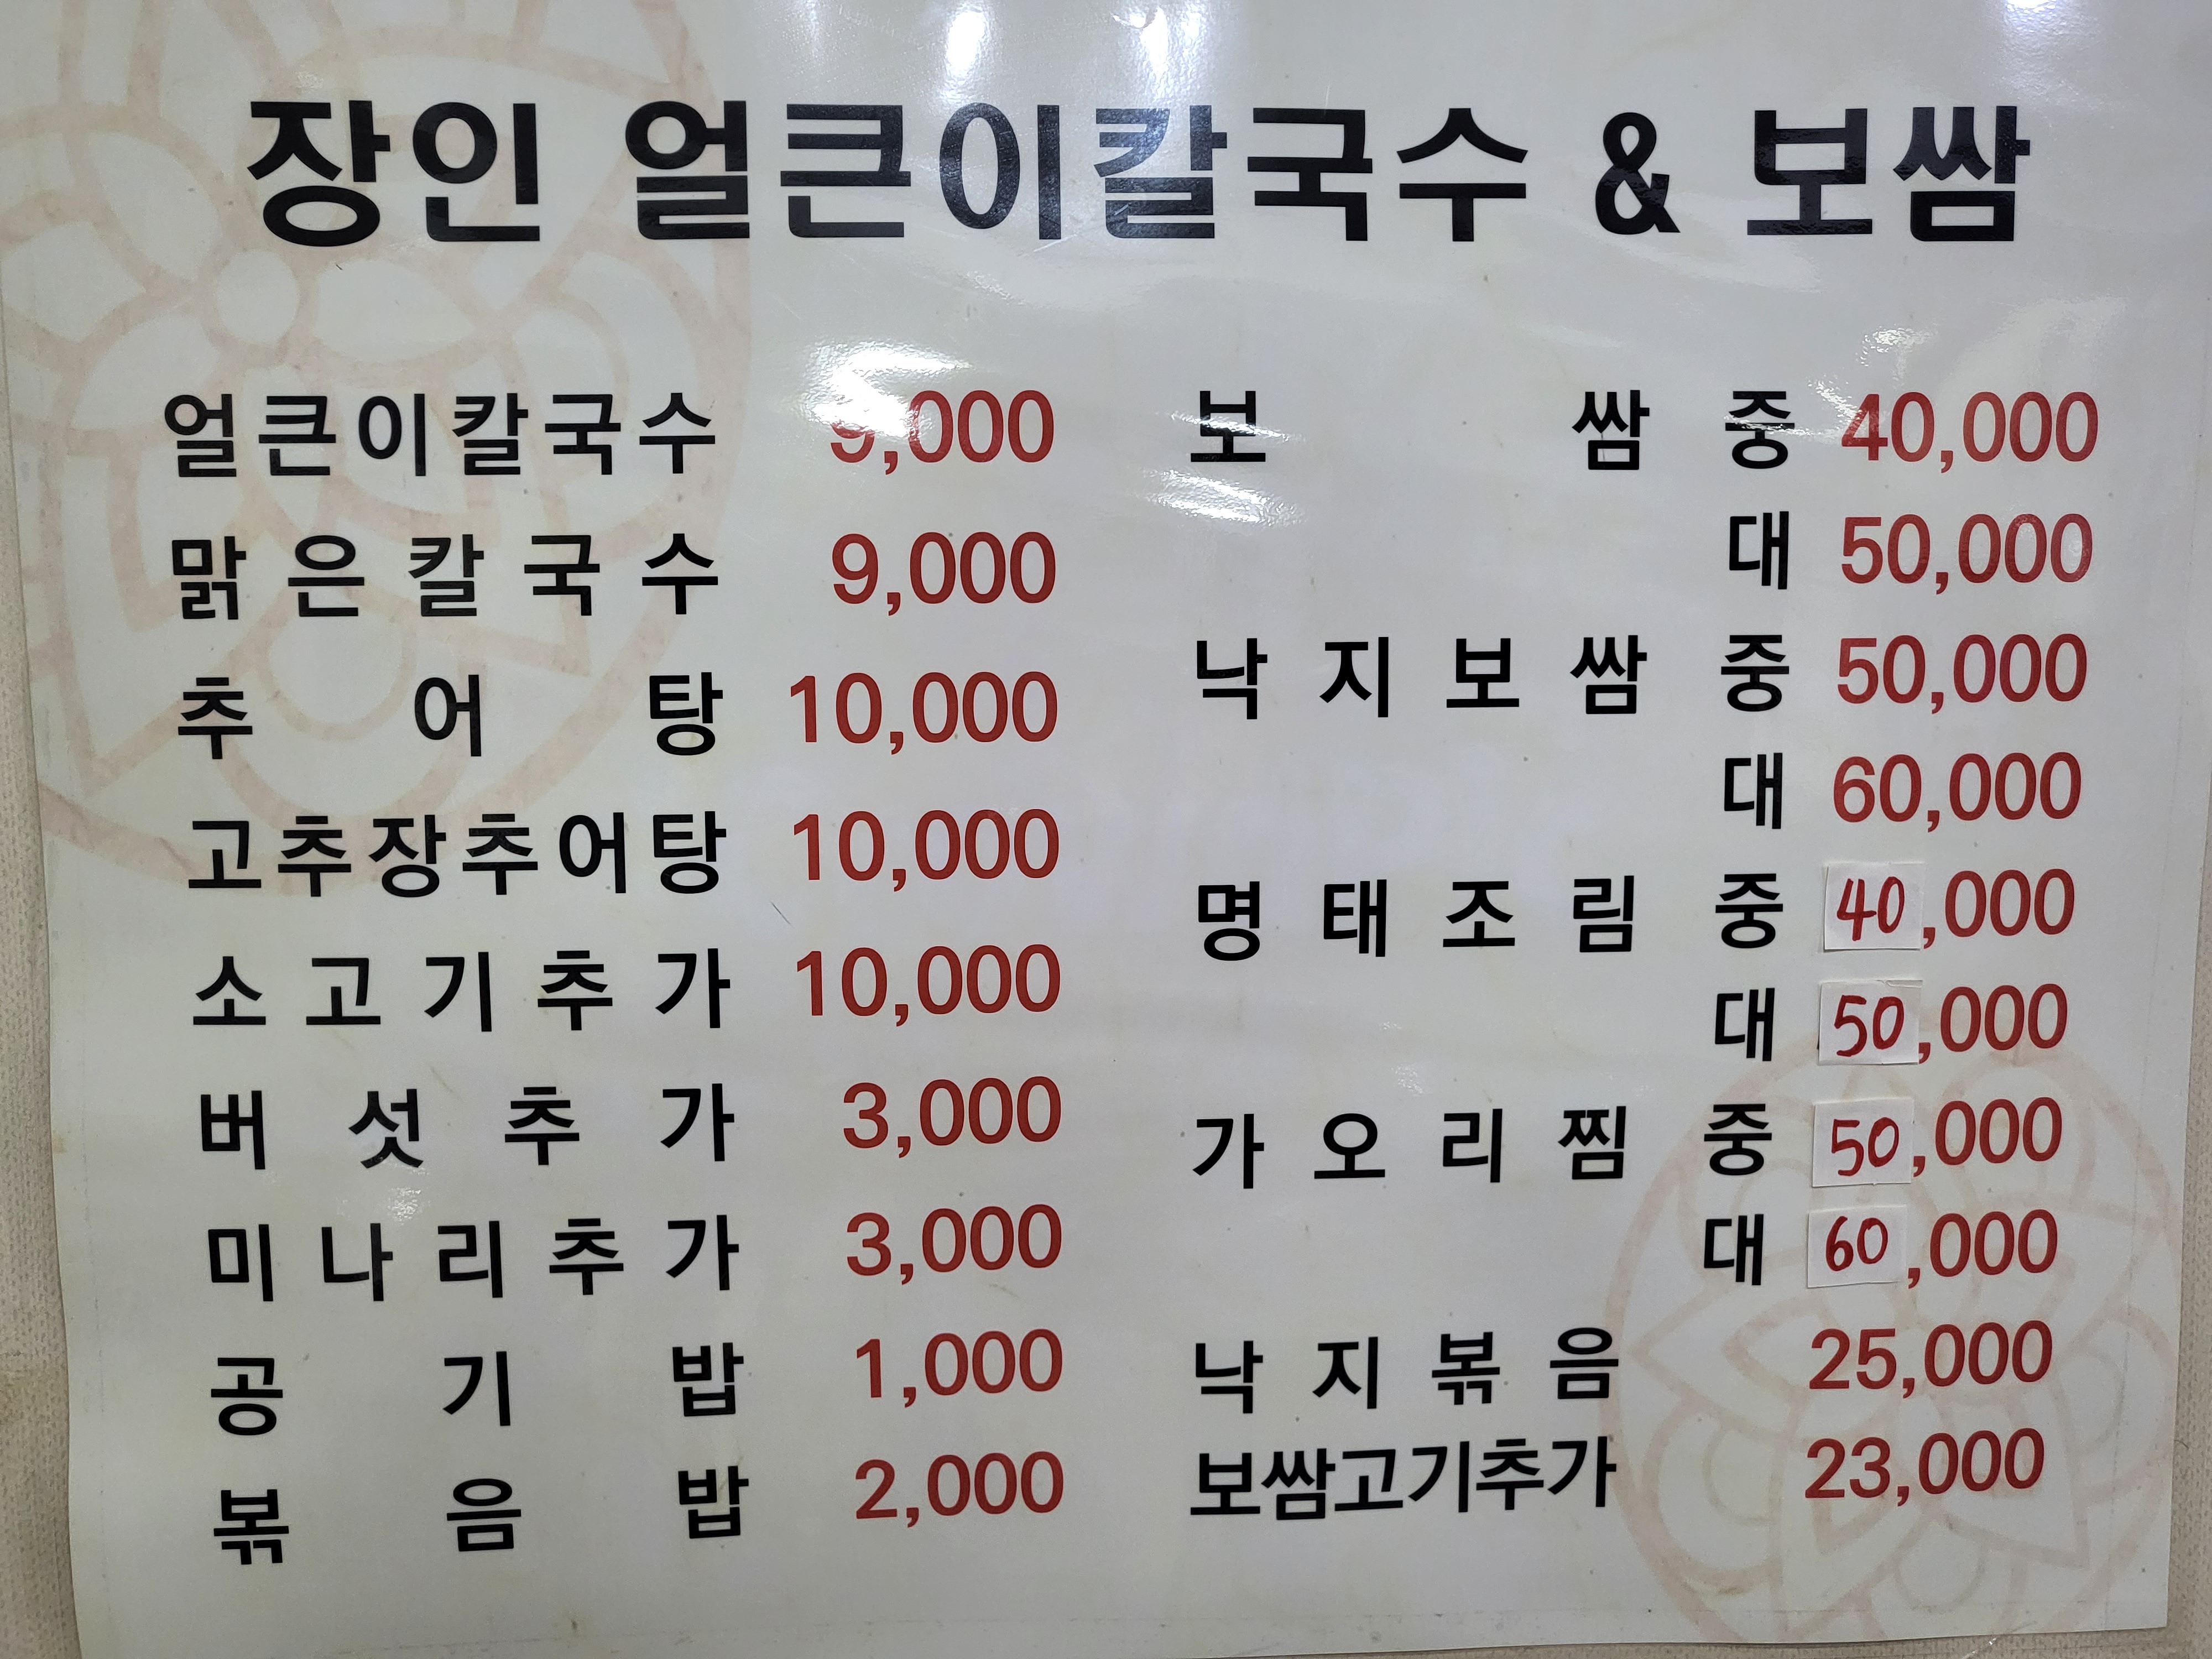 장인 얼큰이칼국수 & 보쌈
얼큰이칼국수 9,000
맑은칼국수 9,000
추어탕 10,000
고추장추어탕 10,000
소고기추가 10,000
버섯추가 3,000
미나리추가 3,000
공기밥 1,000
볶음밥 2,000
보쌈 중 40,000
대 50,000
낙지보쌈 중 50,000
대 60,000
명태조림 중 40,000
대 50,000
가오리찜 중 50,000
대 60,000
낙지볶음 25,000
보쌈고기추가 23,000